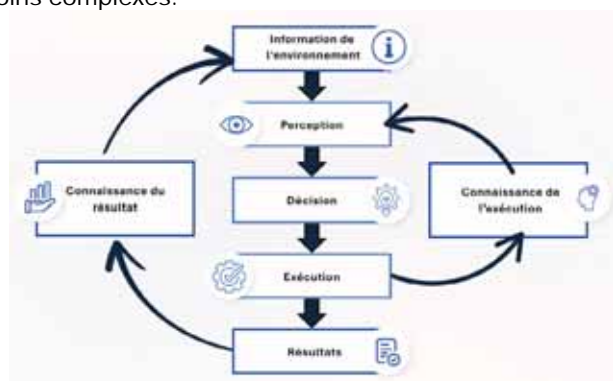 oins complexes.
Information de
l'environnement
Perception
Connaissance du
résultat
Décision
Connaissance de
l'exécution
Exécution
Résultats